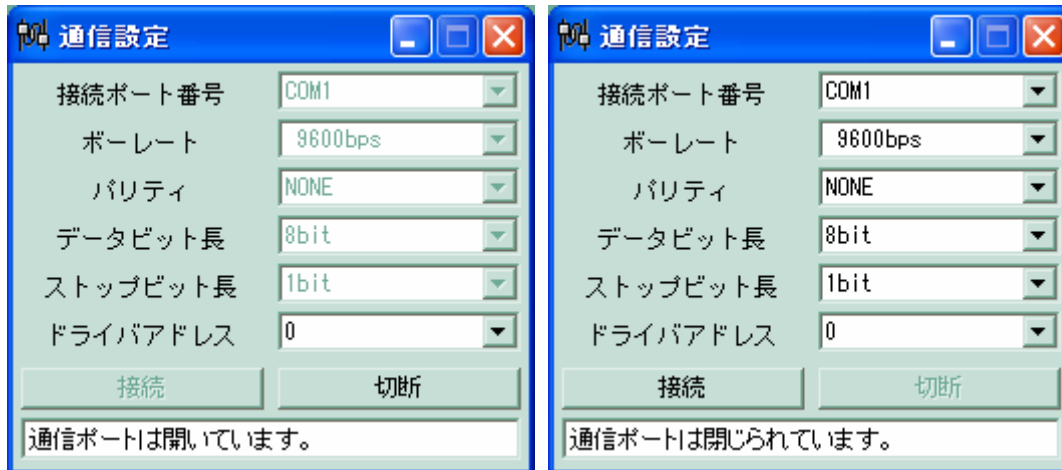 通信設定
接続ポート番号 COM1
ボーレート 9600bps
パリティ NONE
データビット長 8bit
ストップビット長 1bit
ドライバアドレス 0
接続 切断
通信ポートは開いています。
通信設定
接続ポート番号 COM1
ボーレート 9600bps
パリティ NONE
データビット長 8bit
ストップビット長 1bit
ドライバアドレス 0
接続 切断
通信ポートは閉じられています。